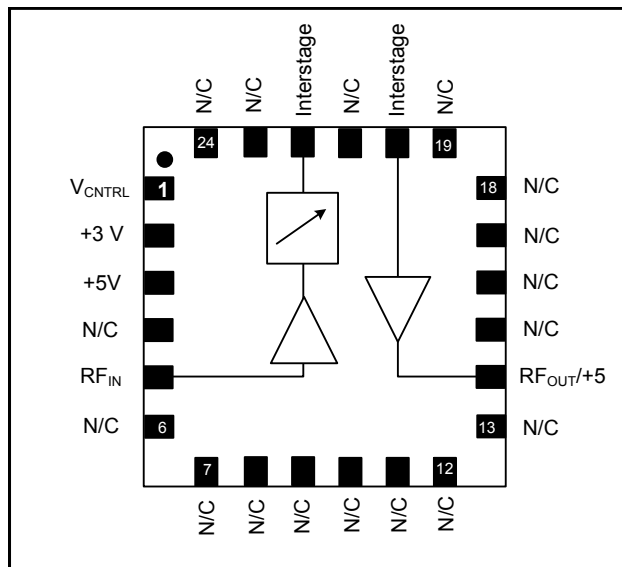 N/C
N/C
Interstage
N/C
Interstage
N/C
24
19
V_CNTRL
1
18
N/C
+3 V
N/C
+5V
N/C
N/C
N/C
RF_IN
RF_OUT/+5
N/C
6
13
N/C
7
12
N/C
N/C
N/C
N/C
N/C
N/C